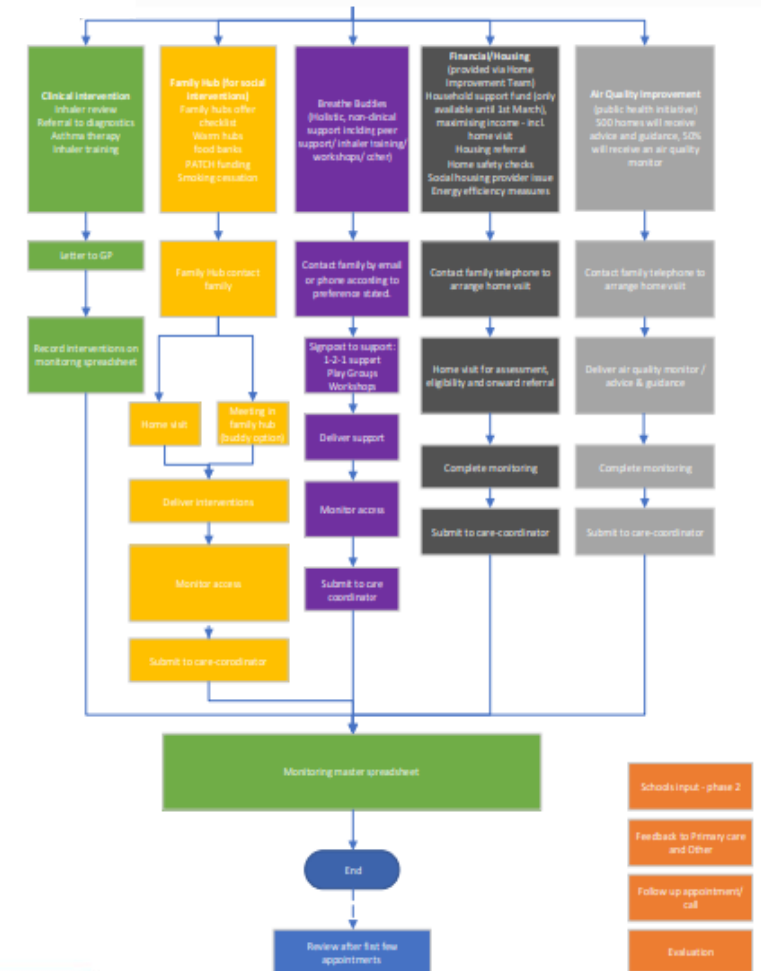 Clinical Intervention
Inhaler review
Referral to diagnostics
Asthma therapy
Inhaler training
Letter to GP
Record interventions on
monitoring spreadsheet
Family Hub (for social
interventions)
Family hubs offer
checklist
Warm hubs
food banks
PATCH funding
Smoking cessation
Family Hub contact
family
Home visit
Meeting in
family hub
(buddy option)
Deliver interventions
Monitor access
Submit to care-coordinator
Breathe Buddies
(Holistic, non-clinical
support inclding peer
support/ inhaler training/
workshops/ other)
Contact family by email
or phone according to
preference stated.
Signpost to support:
1-2-1 support
Play Groups
Workshops
Deliver support
Monitor access
Submit to care
coordinator
Financial/Housing
(provided via Home
Improvement Team)
Household support fund (only
available until 1st March),
maximising income - incl.
home visit
Housing referral
Home safety checks
Social housing provider issue
Energy efficiency measures
Contact family telephone to
arrange home visit
Home visit for assessment,
eligibility and onward referral
Complete monitoring
Submit to care-coordinator
Air Quality Improvement
(public health initiative)
500 homes will receive
advice and guidance, 50%
will receive an air quality
monitor
Contact family telephone to
arrange home visit
Deliver air quality monitor /
advice & guidance
Complete monitoring
Submit to care-coordinator
Monitoring master spreadsheet
End
Review after first few
appointments
Schools input - phase 2
Feedback to Primary care
and Other
Follow up appointment/
call
Evaluation